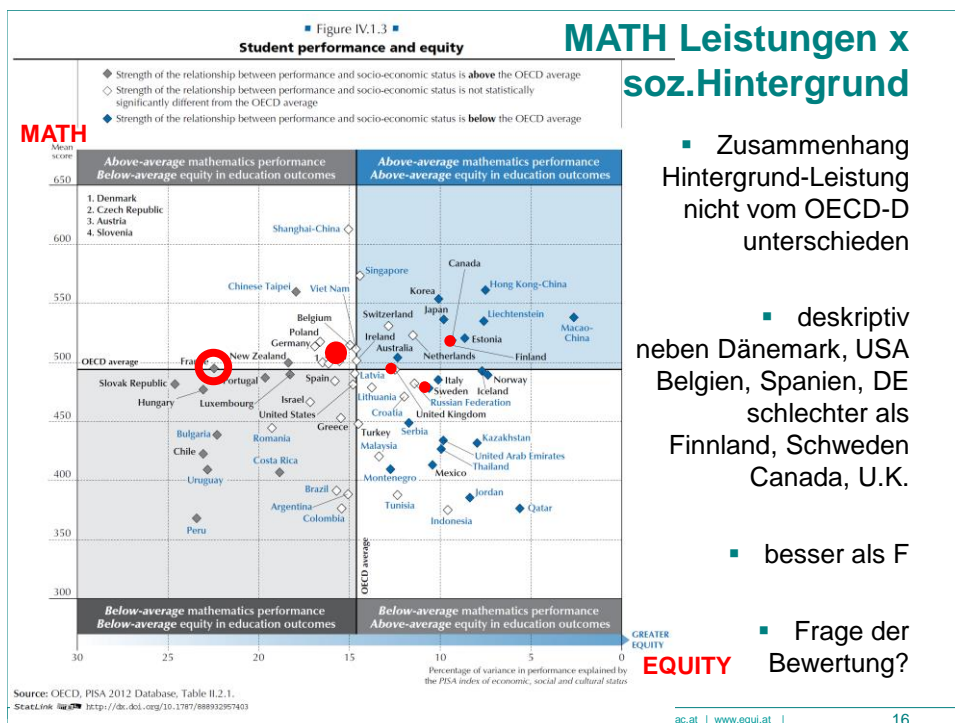 ▪ Figure IV.1.3 ▪
Student performance and equity
MATH Leistungen x
soz.Hintergrund
Strength of the relationship between performance and socio-economic status is above the OECD average
Strength of the relationship between performance and socio-economic status is not statistically
significantly different from the OECD average
Strength of the relationship between performance and socio-economic status is below the OECD average
MATH
Mean
score
Above-average mathematics performance
Below-average equity in education outcomes
Above-average mathematics performance
Above-average equity in education outcomes
650
1. Denmark
2. Czech Republic
3. Austria
4. Slovenia
Shanghai-China
600
Singapore
Canada
Chinese Taipei
Viet Nam
Korea
Hong Kong-China
550
Japan
Liechtenstein
Belgium
Switzerland
Macao-
China
Poland
Germany
Ireland
Australia
Netherlands
Estonia
Finland
500
OECD average
New Zealand
1
Slovak Republic
Portugal
Spain
Latvia
Italy
Norway
Hungary
Luxembourg
Israel
Lithuania
Sweden
Iceland
Russian Federation
United States
Croatia
United Kingdom
450
Greece
Bulgaria
Romania
Turkey
Serbia
Kazakhstan
Chile
Malaysia
United Arab Emirates
Thailand
Uruguay
Costa Rica
Montenegro
Mexico
400
Brazil
Argentina
Colombia
Tunisia
Jordan
Indonesia
Qatar
Peru
350
OECD average
300
Below-average mathematics performance
Below-average equity in education outcomes
Below-average mathematics performance
Above-average equity in education outcomes
GREATER
EQUITY
30 25 20 15 10 5 0
Percentage of variance in performance explained by
the PISA index of economic, social and cultural status
EQUITY
Source: OECD, PISA 2012 Database, Table II.2.1.
StatLink http://dx.doi.org/10.1787/888932957403
▪ Zusammenhang
Hintergrund-Leistung
nicht vom OECD-D
unterschieden
▪ deskriptiv
neben Dänemark, USA
Belgien, Spanien, DE
schlechter als
Finnland, Schweden
Canada, U.K.
▪ besser als F
▪ Frage der
Bewertung?
ac.at | www.equi.at |
16